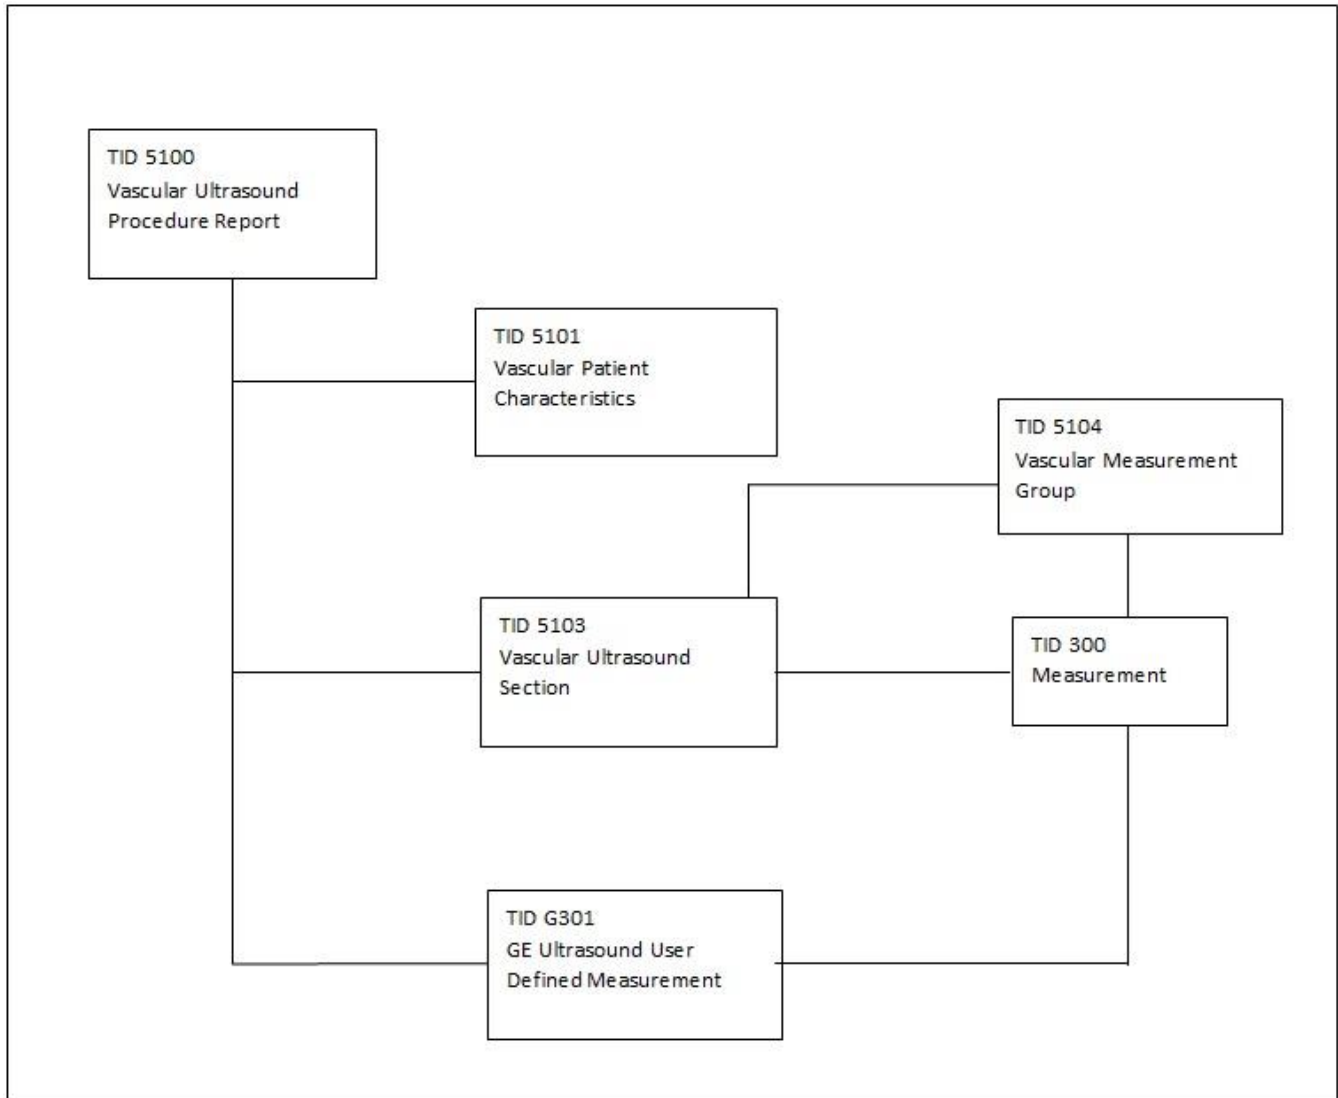 TID 5100
Vascular Ultrasound
Procedure Report
TID 5101
Vascular Patient
Characteristics
TID 5104
Vascular Measurement
Group
TID 5103
Vascular Ultrasound
Section
TID 300
Measurement
TID G301
GE Ultrasound User
Defined Measurement